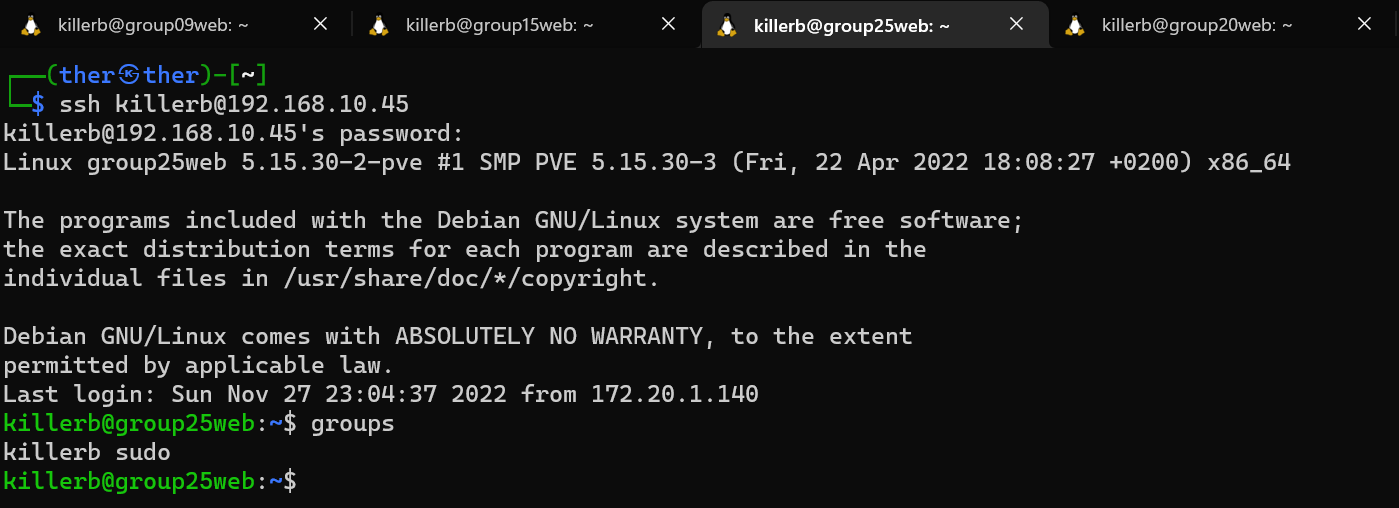 killerb@group09web: ~
killerb@group15web: ~
killerb@group25web: ~
killerb@group20web: ~
(ther㉿ther)-[~]
$ ssh killerb@192.168.10.45
killerb@192.168.10.45's password:
Linux group25web 5.15.30-2-pve #1 SMP PVE 5.15.30-3 (Fri, 22 Apr 2022 18:08:27 +0200) x86_64
The programs included with the Debian GNU/Linux system are free software;
the exact distribution terms for each program are described in the
individual files in /usr/share/doc/*/copyright.
Debian GNU/Linux comes with ABSOLUTELY NO WARRANTY, to the extent
permitted by applicable law.
Last login: Sun Nov 27 23:04:37 2022 from 172.20.1.140
killerb@group25web:~$ groups
killerb sudo
killerb@group25web:~$